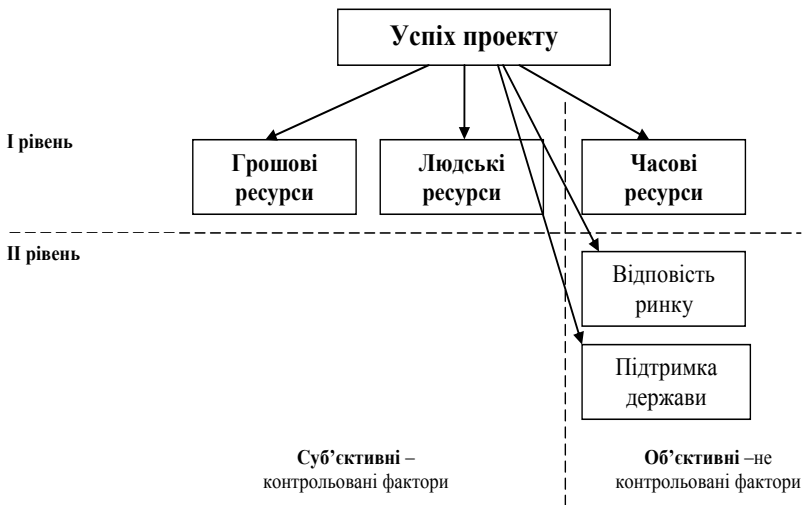 Успіх проекту
I рівень
Грошові
ресурси
Людські
ресурси
Часові
ресурси
II рівень
Відповість
ринку
Підтримка
держави
Суб’єктивні –
контрольовані фактори
Об’єктивні –не
контрольовані фактори